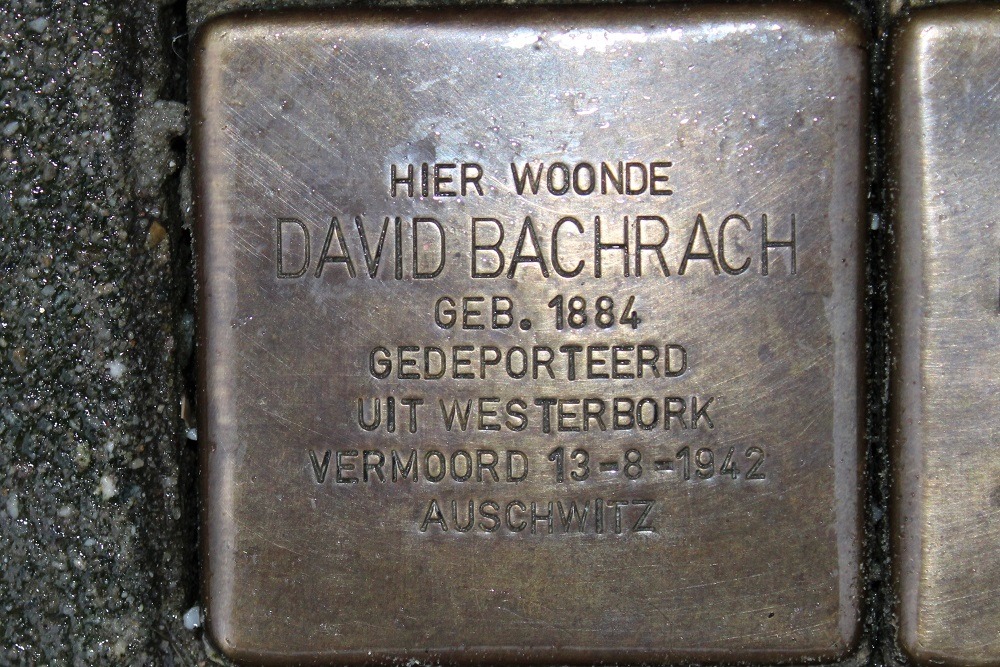 HIER WOONDE
DAVID BACHRACH
GEB. 1884
GEDEPORTEERD
UIT WESTERBORK
VERMOORD 13-8-1942
AUSCHWITZ